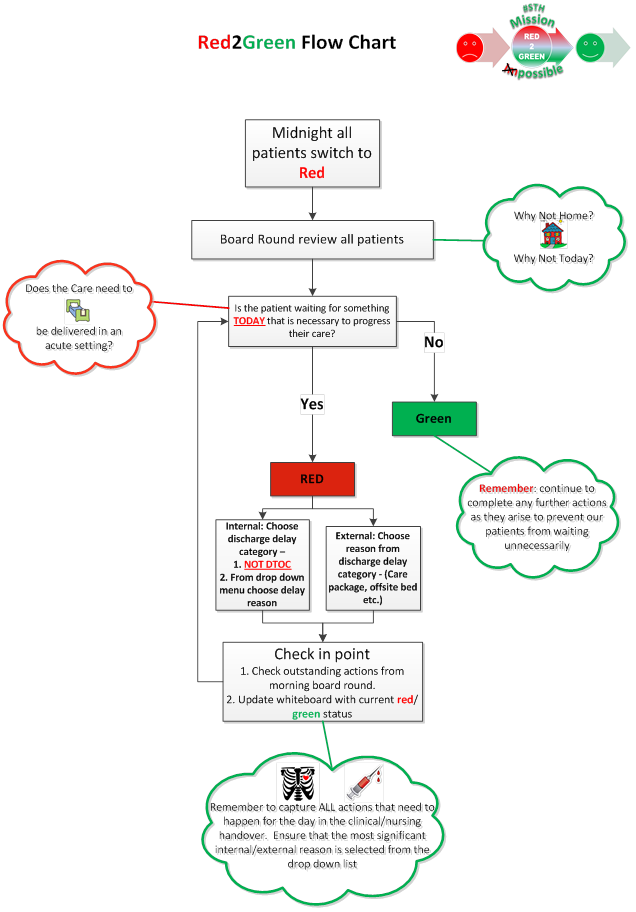 Red2Green Flow Chart
BSTH
Mission
RED
2
GREEN
Possible
Midnight all
patients switch to
Red
Board Round review all patients
Why Not Home?
Why Not Today?
Does the Care need to
be delivered in an
acute setting?
Is the patient waiting for something
TODAY that is necessary to progress
their care?
No
Yes
Green
RED
Remember: continue to
complete any further actions
as they arise to prevent our
patients from waiting
unnecessarily
Internal: Choose
discharge delay
category –
1. NOT DTOC
2. From drop down
menu choose delay
reason
External: Choose
reason from
discharge delay
category - (Care
package, offsite bed
etc.)
Check in point
1. Check outstanding actions from
morning board round.
2. Update whiteboard with current red/
green status
Remember to capture ALL actions that need to
happen for the day in the clinical/nursing
handover. Ensure that the most significant
internal/external reason is selected from the
drop down list